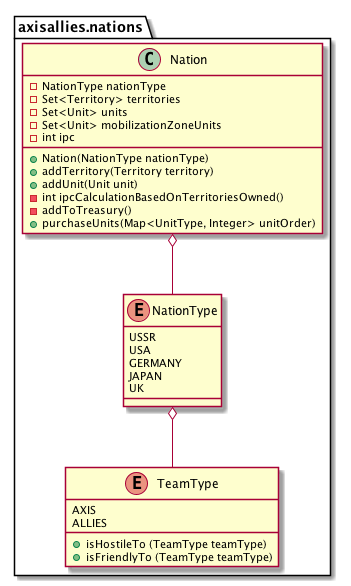 axisallies.nations
C Nation
NationType nationType
Set<Territory> territories
Set<Unit> units
Set<Unit> mobilizationZoneUnits
int ipc
Nation(NationType nationType)
addTerritory(Territory territory)
addUnit(Unit unit)
int ipcCalculationBasedOnTerritoriesOwned()
addToTreasury()
purchaseUnits(Map<UnitType, Integer> unitOrder)
E NationType
USSR
USA
GERMANY
JAPAN
UK
E TeamType
AXIS
ALLIES
isHostileTo (TeamType teamType)
isFriendlyTo (TeamType teamType)